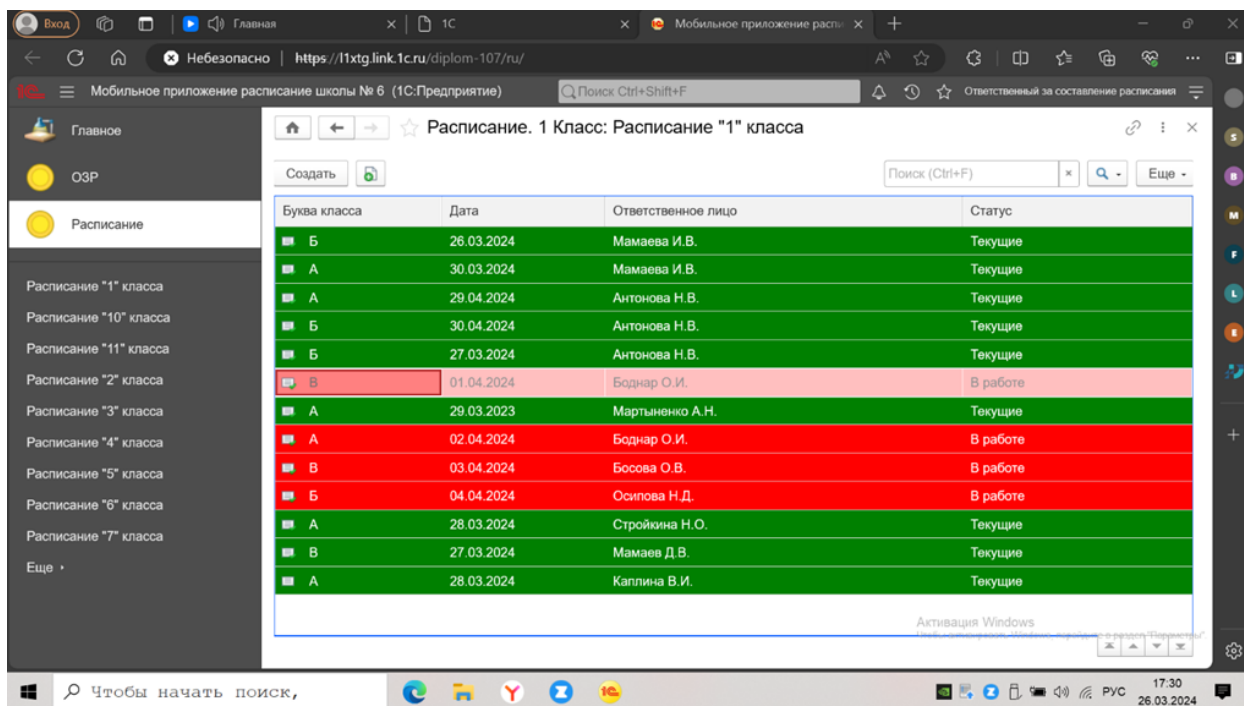 Вход Главная 1C Мобильное приложение распи
Небезопасно https://l1xtg.link.1c.ru/diplom-107/ru/
Мобильное приложение расписание школы № 6 (1С:Предприятие) Поиск Ctrl+Shift+F Ответственный за составление расписания
Главное
ОЗР
Расписание
Расписание "1" класса
Расписание "10" класса
Расписание "11" класса
Расписание "2" класса
Расписание "3" класса
Расписание "4" класса
Расписание "5" класса
Расписание "6" класса
Расписание "7" класса
Еще
Расписание. 1 Класс: Расписание "1" класса
Создать Поиск (Ctrl+F) × Еще
Буква класса Дата Ответственное лицо Статус
Б 26.03.2024 Мамаева И.В. Текущие
А 30.03.2024 Мамаева И.В. Текущие
А 29.04.2024 Антонова Н.В. Текущие
Б 30.04.2024 Антонова Н.В. Текущие
Б 27.03.2024 Антонова Н.В. Текущие
В 01.04.2024 Боднар О.И. В работе
А 29.03.2023 Мартыненко А.Н. Текущие
А 02.04.2024 Боднар О.И. В работе
В 03.04.2024 Босова О.В. В работе
Б 04.04.2024 Осипова Н.Д. В работе
А 28.03.2024 Стройкина Н.О. Текущие
В 27.03.2024 Мамаев Д.В. Текущие
А 28.03.2024 Каплина В.И. Текущие
Активация Windows
S
B
M
F
L
E
Чтобы начать поиск, РУС 17:30
26.03.2024